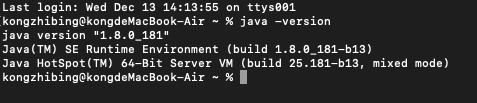 Last login: Wed Dec 13 14:13:55 on ttys001
[kongzhibing@kongdeMacBook-Air ~ % java -version
java version "1.8.0_181"
Java(TM) SE Runtime Environment (build 1.8.0_181-b13)
Java HotSpot(TM) 64-Bit Server VM (build 25.181-b13, mixed mode)
kongzhibing@kongdeMacBook-Air ~ %